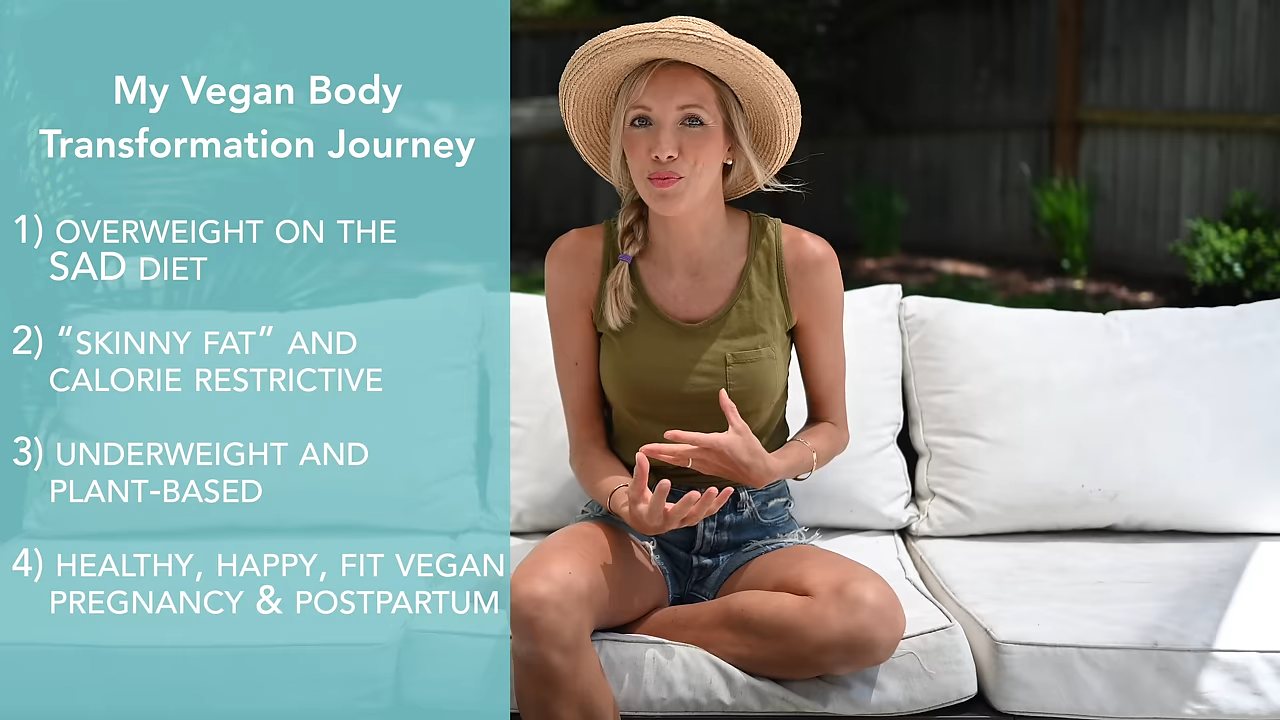 My Vegan Body
Transformation Journey
1) OVERWEIGHT ON THE
SAD DIET
2) “SKINNY FAT” AND
CALORIE RESTRICTIVE
3) UNDERWEIGHT AND
PLANT-BASED
4) HEALTHY, HAPPY, FIT VEGAN
PREGNANCY & POSTPARTUM